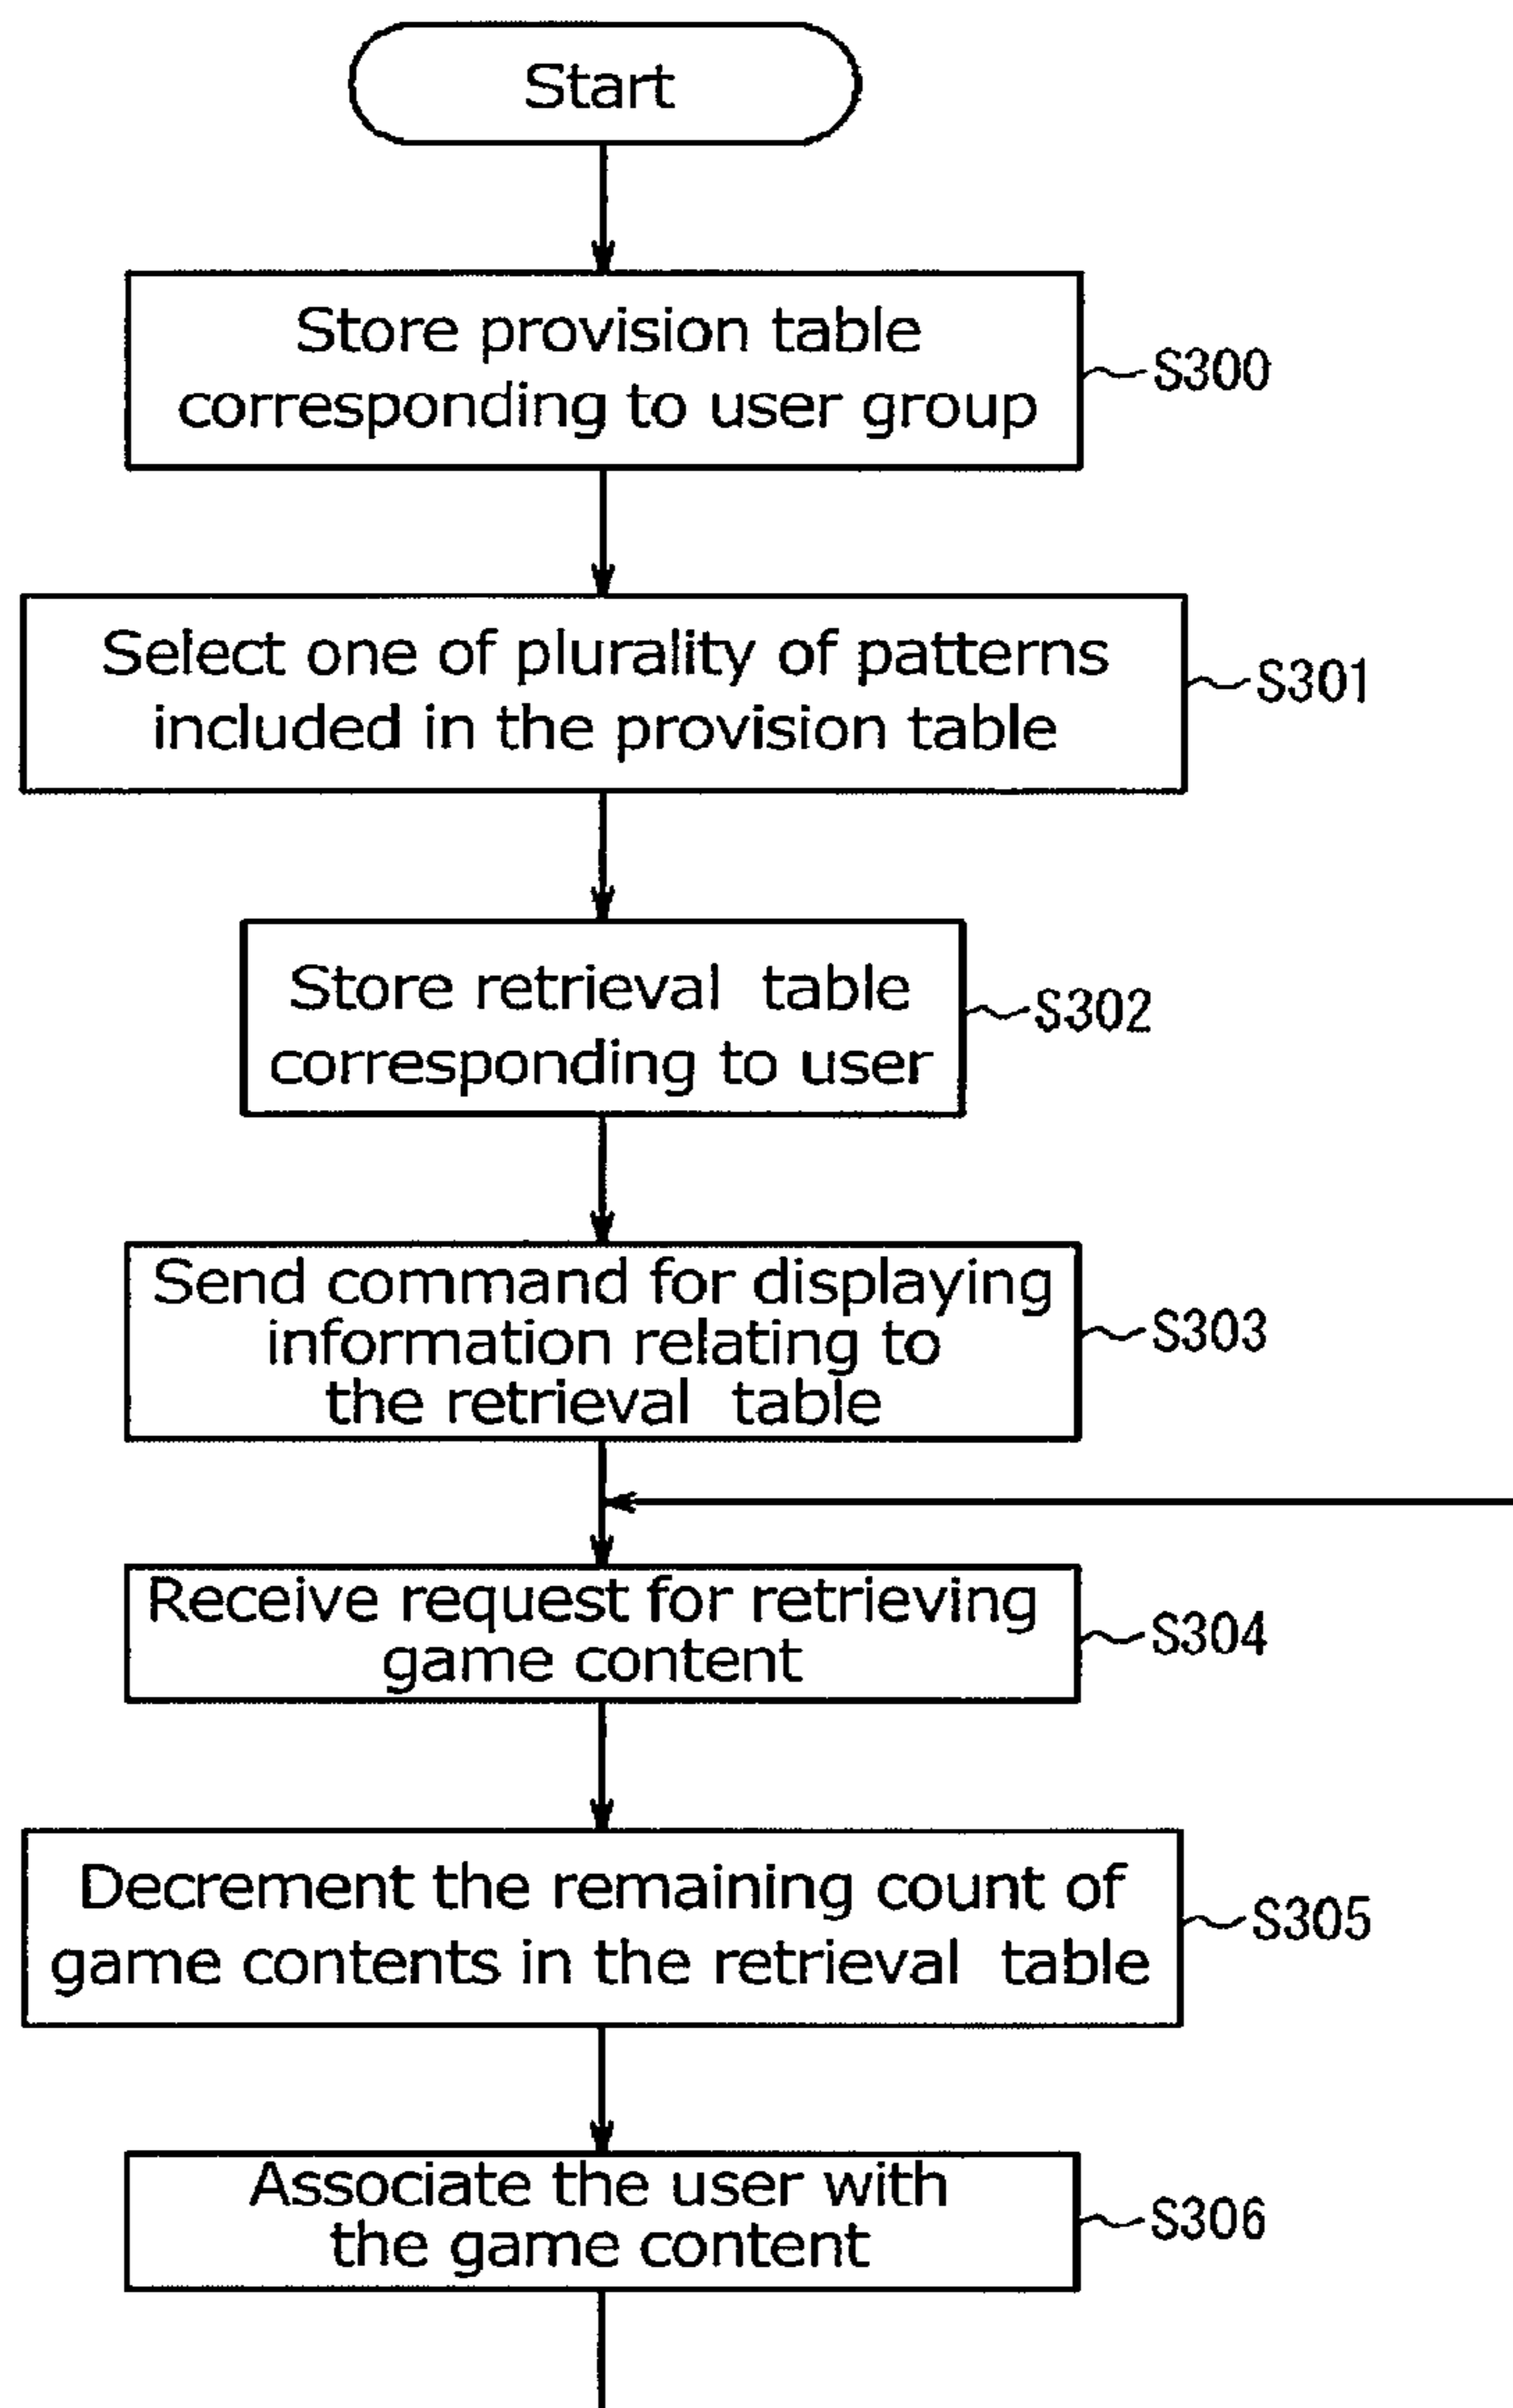 Start
Store provision table
corresponding to user group
S300
Select one of plurality of patterns
included in the provision table
S301
Store retrieval table
corresponding to user
S302
Send command for displaying
information relating to
the retrieval table
S303
Receive request for retrieving
game content
S304
Decrement the remaining count of
game contents in the retrieval table
S305
Associate the user with
the game content
S306